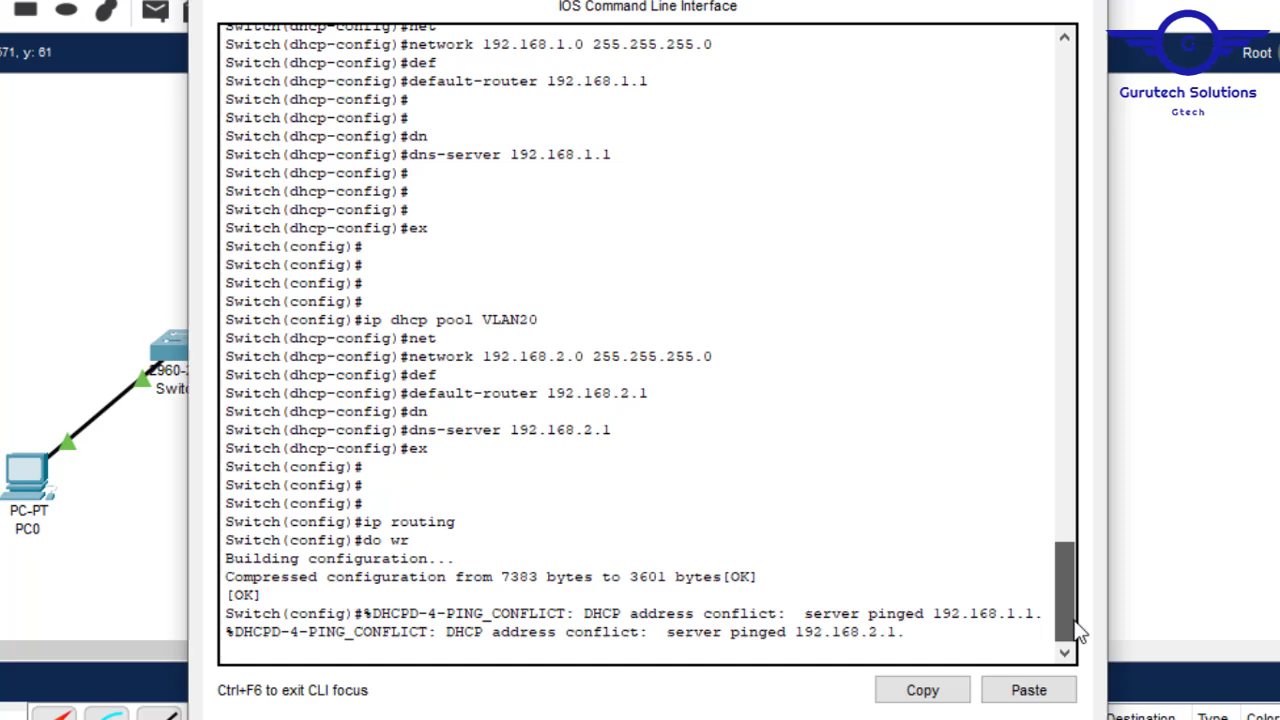 IOS Command Line Interface
571, y: 61
Root
G
Gurutech Solutions
Gtech
Switch(dhcp-config)#net
Switch(dhcp-config)#network 192.168.1.0 255.255.255.0
Switch(dhcp-config)#def
Switch(dhcp-config)#default-router 192.168.1.1
Switch(dhcp-config)#
Switch(dhcp-config)#
Switch(dhcp-config)#dn
Switch(dhcp-config)#dns-server 192.168.1.1
Switch(dhcp-config)#
Switch(dhcp-config)#
Switch(dhcp-config)#
Switch(dhcp-config)#ex
Switch(config)#
Switch(config)#
Switch(config)#
Switch(config)#
Switch(config)#ip dhcp pool VLAN20
Switch(dhcp-config)#net
Switch(dhcp-config)#network 192.168.2.0 255.255.255.0
Switch(dhcp-config)#def
Switch(dhcp-config)#default-router 192.168.2.1
Switch(dhcp-config)#dn
Switch(dhcp-config)#dns-server 192.168.2.1
Switch(dhcp-config)#ex
Switch(config)#
Switch(config)#
Switch(config)#
Switch(config)#ip routing
Switch(config)#do wr
Building configuration...
Compressed configuration from 7383 bytes to 3601 bytes[OK]
[OK]
Switch(config)#%DHCPD-4-PING_CONFLICT: DHCP address conflict:  server pinged 192.168.1.1.
%DHCPD-4-PING_CONFLICT: DHCP address conflict:  server pinged 192.168.2.1.
2960-2
Switc
PC-PT
PC0
Ctrl+F6 to exit CLI focus
Copy
Paste
Destination
Type
Color